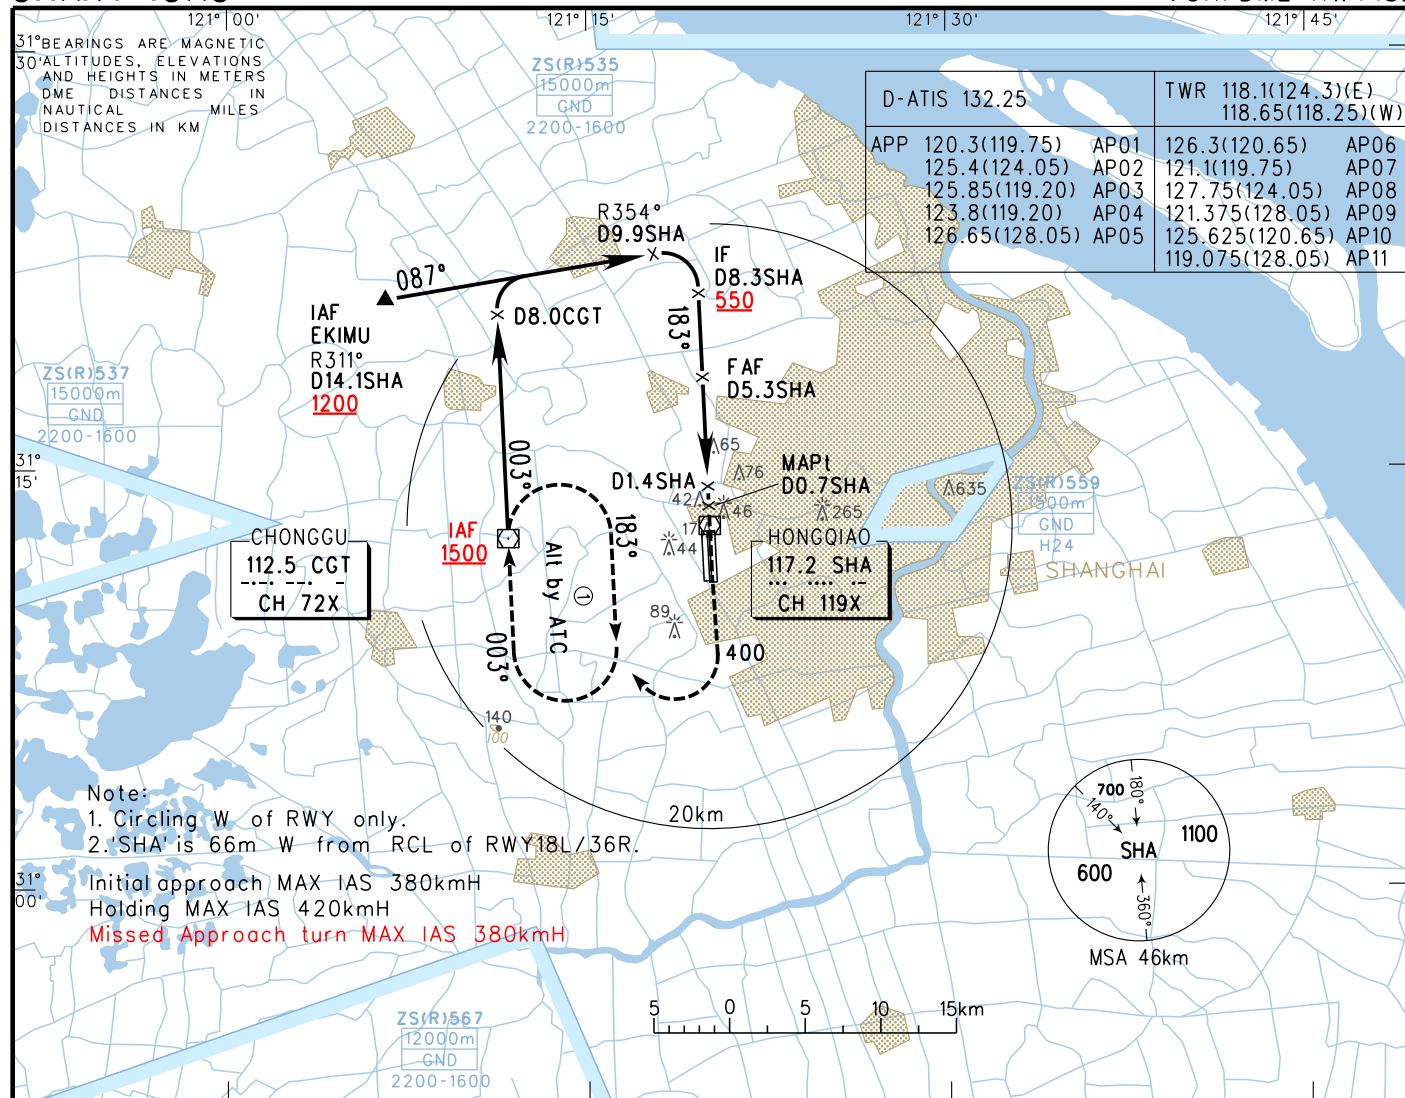 121° 00'
121° 15'
121° 30'
121° 45'
31°
30'
BEARINGS ARE MAGNETIC
ALTITUDES, ELEVATIONS
AND HEIGHTS IN METERS
DME DISTANCES IN
NAUTICAL MILES
DISTANCES IN KM
ZS(R)535
15000m
GND
2200-1600
D-ATIS 132.25
TWR 118.1(124.3)(E)
118.65(118.25)(W)
APP 120.3(119.75) AP01
125.4(124.05) AP02
125.85(119.20) AP03
123.8(119.20) AP04
126.65(128.05) AP05
126.3(120.65) AP06
121.1(119.75) AP07
127.75(124.05) AP08
121.375(128.05) AP09
125.625(120.65) AP10
119.075(128.05) AP11
R354°
D9.9SHA
IF
D8.3SHA
550
087°
IAF
EKIMU
R311°
D14.1SHA
1200
D8.0CGT
183°
FAF
D5.3SHA
ZS(R)537
15000m
GND
2200-1600
31°
15'
003°
65
76
MAPt
D0.7SHA
D1.4SHA
42
46
265
635
17
44
ZS(R)559
GND
H24
IAF
1500
183°
Alt by ATC
1
CHONGGU
112.5 CGT
-·-· --· -
CH 72X
HONGQIAO
117.2 SHA
··· ···· ·-
CH 119X
SHANGHAI
89
003°
400
140
100
20km
Note:
1. Circling W of RWY only.
2.'SHA' is 66m W from RCL of RWY18L/36R.
31°
00'
Initial approach MAX IAS 380kmH
Holding MAX IAS 420kmH
Missed Approach turn MAX IAS 380kmH
700
180°
140°
SHA
1100
600
360°
MSA 46km
ZS(R)567
12000m
GND
2200-1600
5 0 5 10 15km